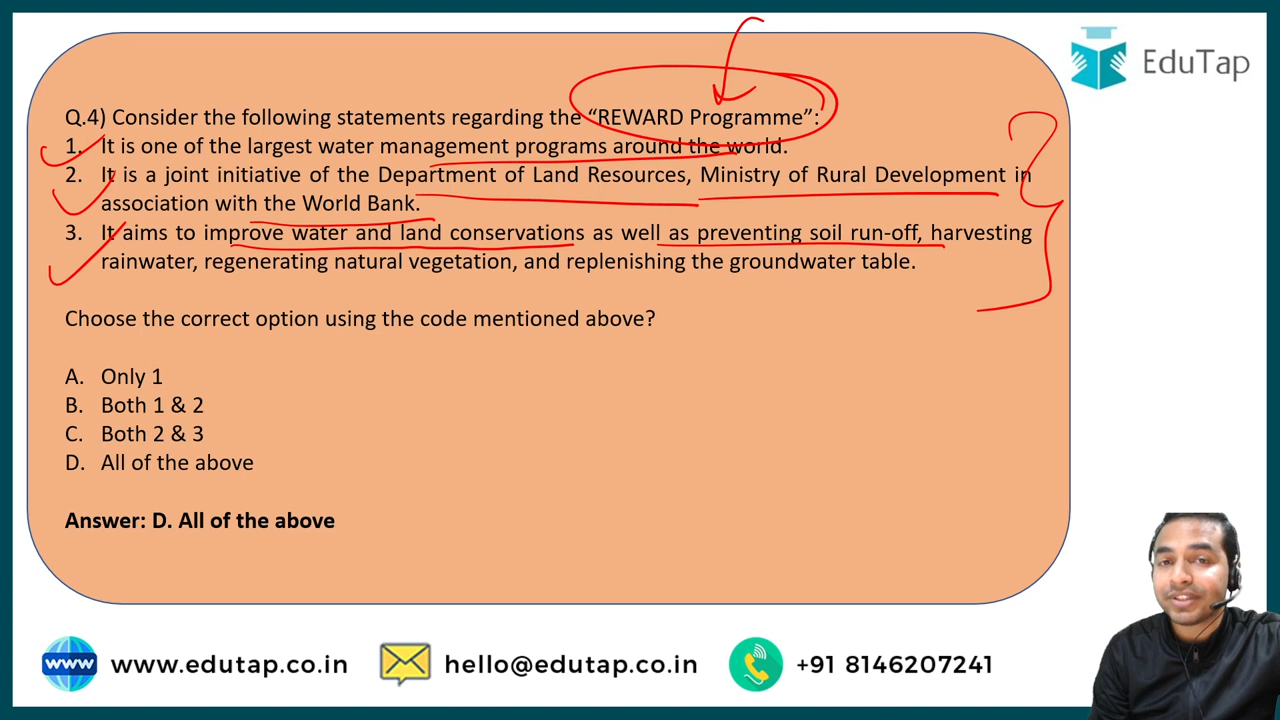 EduTap
Q.4) Consider the following statements regarding the “REWARD Programme”:
1. It is one of the largest water management programs around the world.
2. It is a joint initiative of the Department of Land Resources, Ministry of Rural Development in
association with the World Bank.
3. It aims to improve water and land conservations as well as preventing soil run-off, harvesting
rainwater, regenerating natural vegetation, and replenishing the groundwater table.
Choose the correct option using the code mentioned above?
A. Only 1
B. Both 1 & 2
C. Both 2 & 3
D. All of the above
Answer: D. All of the above
www www.edutap.co.in hello@edutap.co.in +91 8146207241